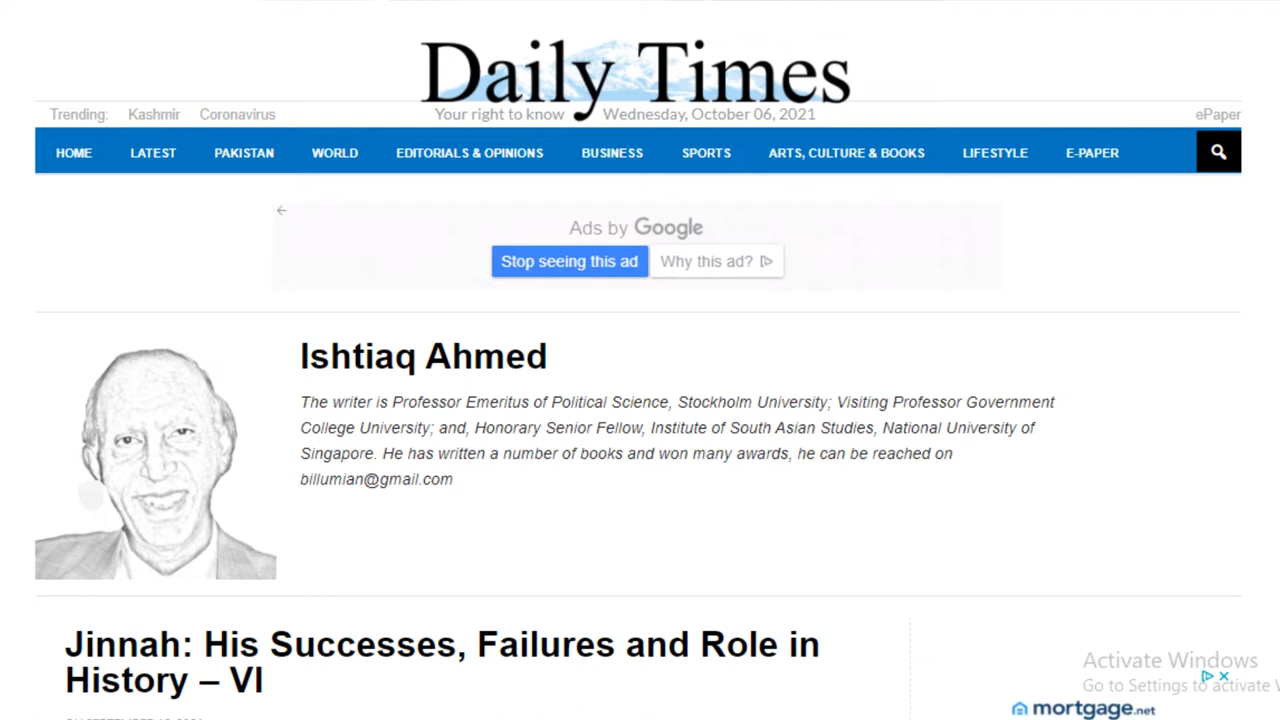 Daily Times
Trending: Kashmir Coronavirus
Your right to know Wednesday, October 06, 2021
ePaper
HOME LATEST PAKISTAN WORLD EDITORIALS & OPINIONS BUSINESS SPORTS ARTS, CULTURE & BOOKS LIFESTYLE E-PAPER
Ads by Google
Stop seeing this ad Why this ad?
Ishtiaq Ahmed
The writer is Professor Emeritus of Political Science, Stockholm University; Visiting Professor Government
College University; and, Honorary Senior Fellow, Institute of South Asian Studies, National University of
Singapore. He has written a number of books and won many awards, he can be reached on
billumian@gmail.com
Jinnah: His Successes, Failures and Role in
History – VI
Activate Windows
Go to Settings to activate W
mortgage.net